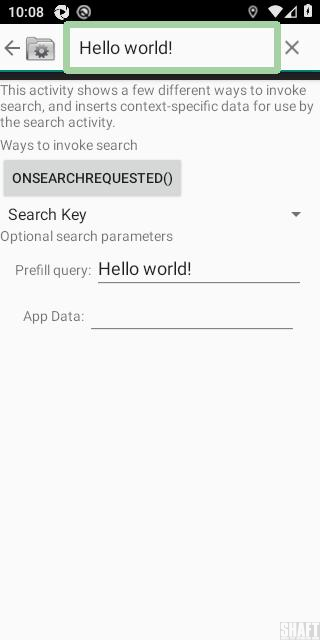 10:08
Hello world!
This activity shows a few different ways to invoke
search, and inserts context-specific data for use by
the search activity.
Ways to invoke search
ONSEARCHREQUESTED()
Search Key
Optional search parameters
Prefill query: Hello world!
App Data:
SHAFT